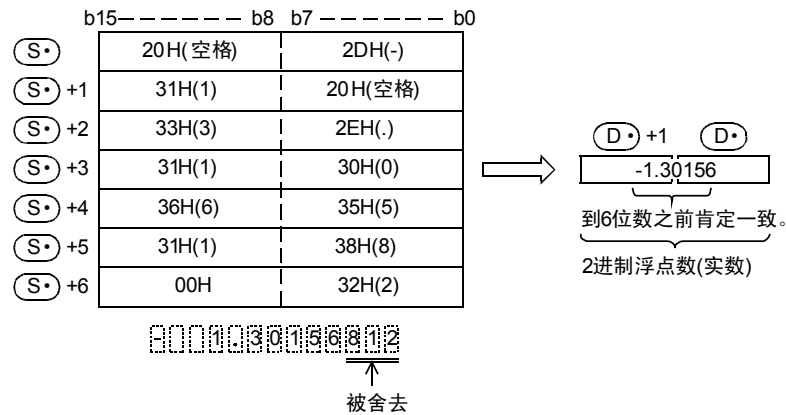 b15 b8 b7 b0
S・ 20H(空格) 2DH(-)
S・ +1 31H(1) 20H(空格)
S・ +2 33H(3) 2EH(.)
S・ +3 31H(1) 30H(0)
S・ +4 36H(6) 35H(5)
S・ +5 31H(1) 38H(8)
S・ +6 00H 32H(2)
- 1.30156812
被舍去
D・ +1 D・
-1.30156
到6位数之前肯定一致。
2进制浮点数(实数)